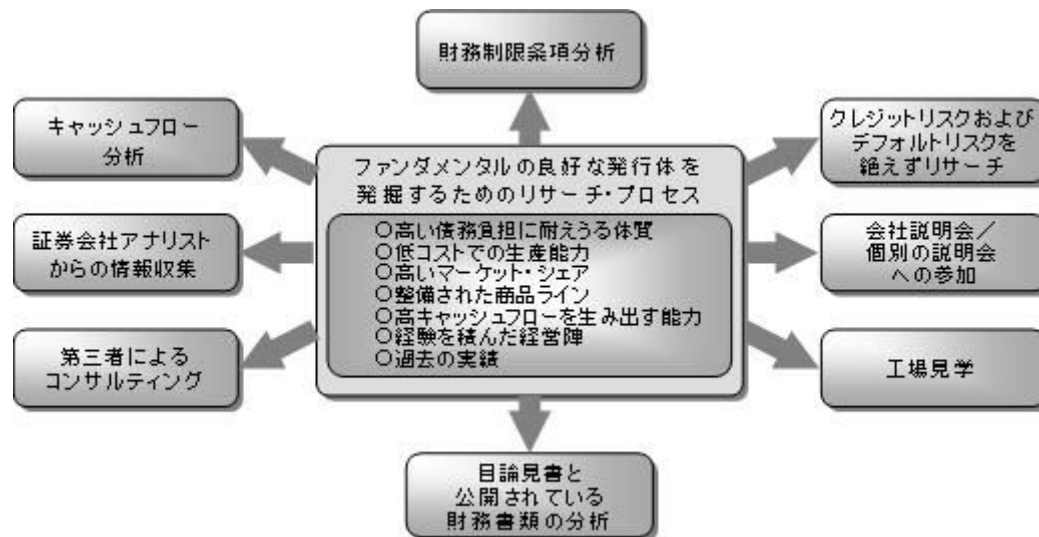 財務制限条項分析
キャッシュフロー
分析
クレジットリスクおよび
デフォルトリスクを
絶えずリサーチ
ファンダメンタルの良好な発行体を
発掘するためのリサーチ・プロセス
○高い債務負担に耐えうる体質
○低コストでの生産能力
○高いマーケット・シェア
○整備された商品ライン
○高キャッシュフローを生み出す能力
○経験を積んだ経営陣
○過去の実績
証券会社アナリスト
からの情報収集
会社説明会／
個別の説明会
への参加
第三者による
コンサルティング
工場見学
目論見書と
公開されている
財務書類の分析